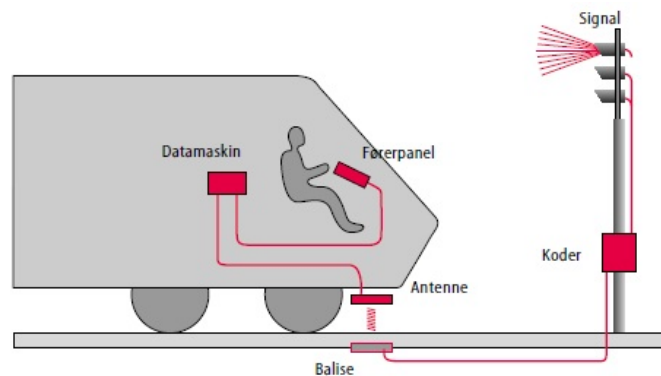 Signal
Datamaskin
Førerpanel
Koder
Antenne
Balise